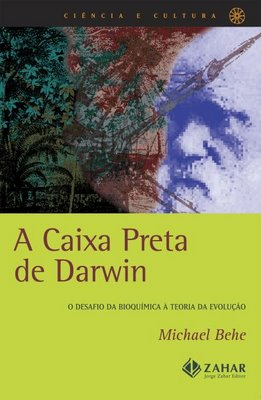 CIÊNCIA E CULTURA
A Caixa Preta
de Darwin
O DESAFIO DA BIOQUÍMICA À TEORIA DA EVOLUÇÃO
Michael Behe
ZAHAR
Jorge Zahar Editor